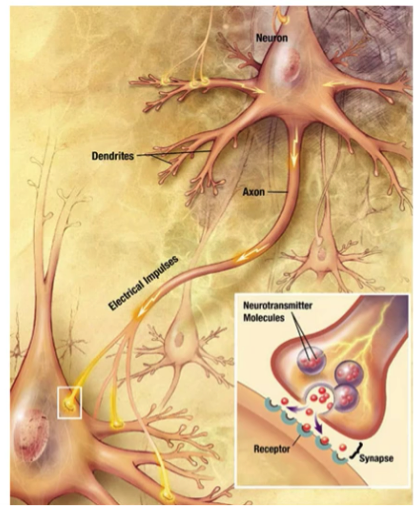 Neuron
Dendrites
Axon
Electrical Impulses
Neurotransmitter
Molecules
Receptor
Synapse